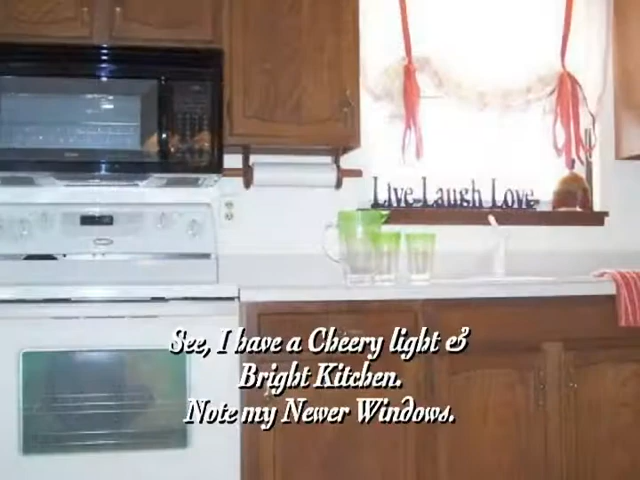 Live Laugh Love
See, I have a Cheery light &
Bright Kitchen.
Note my Newer Windows.